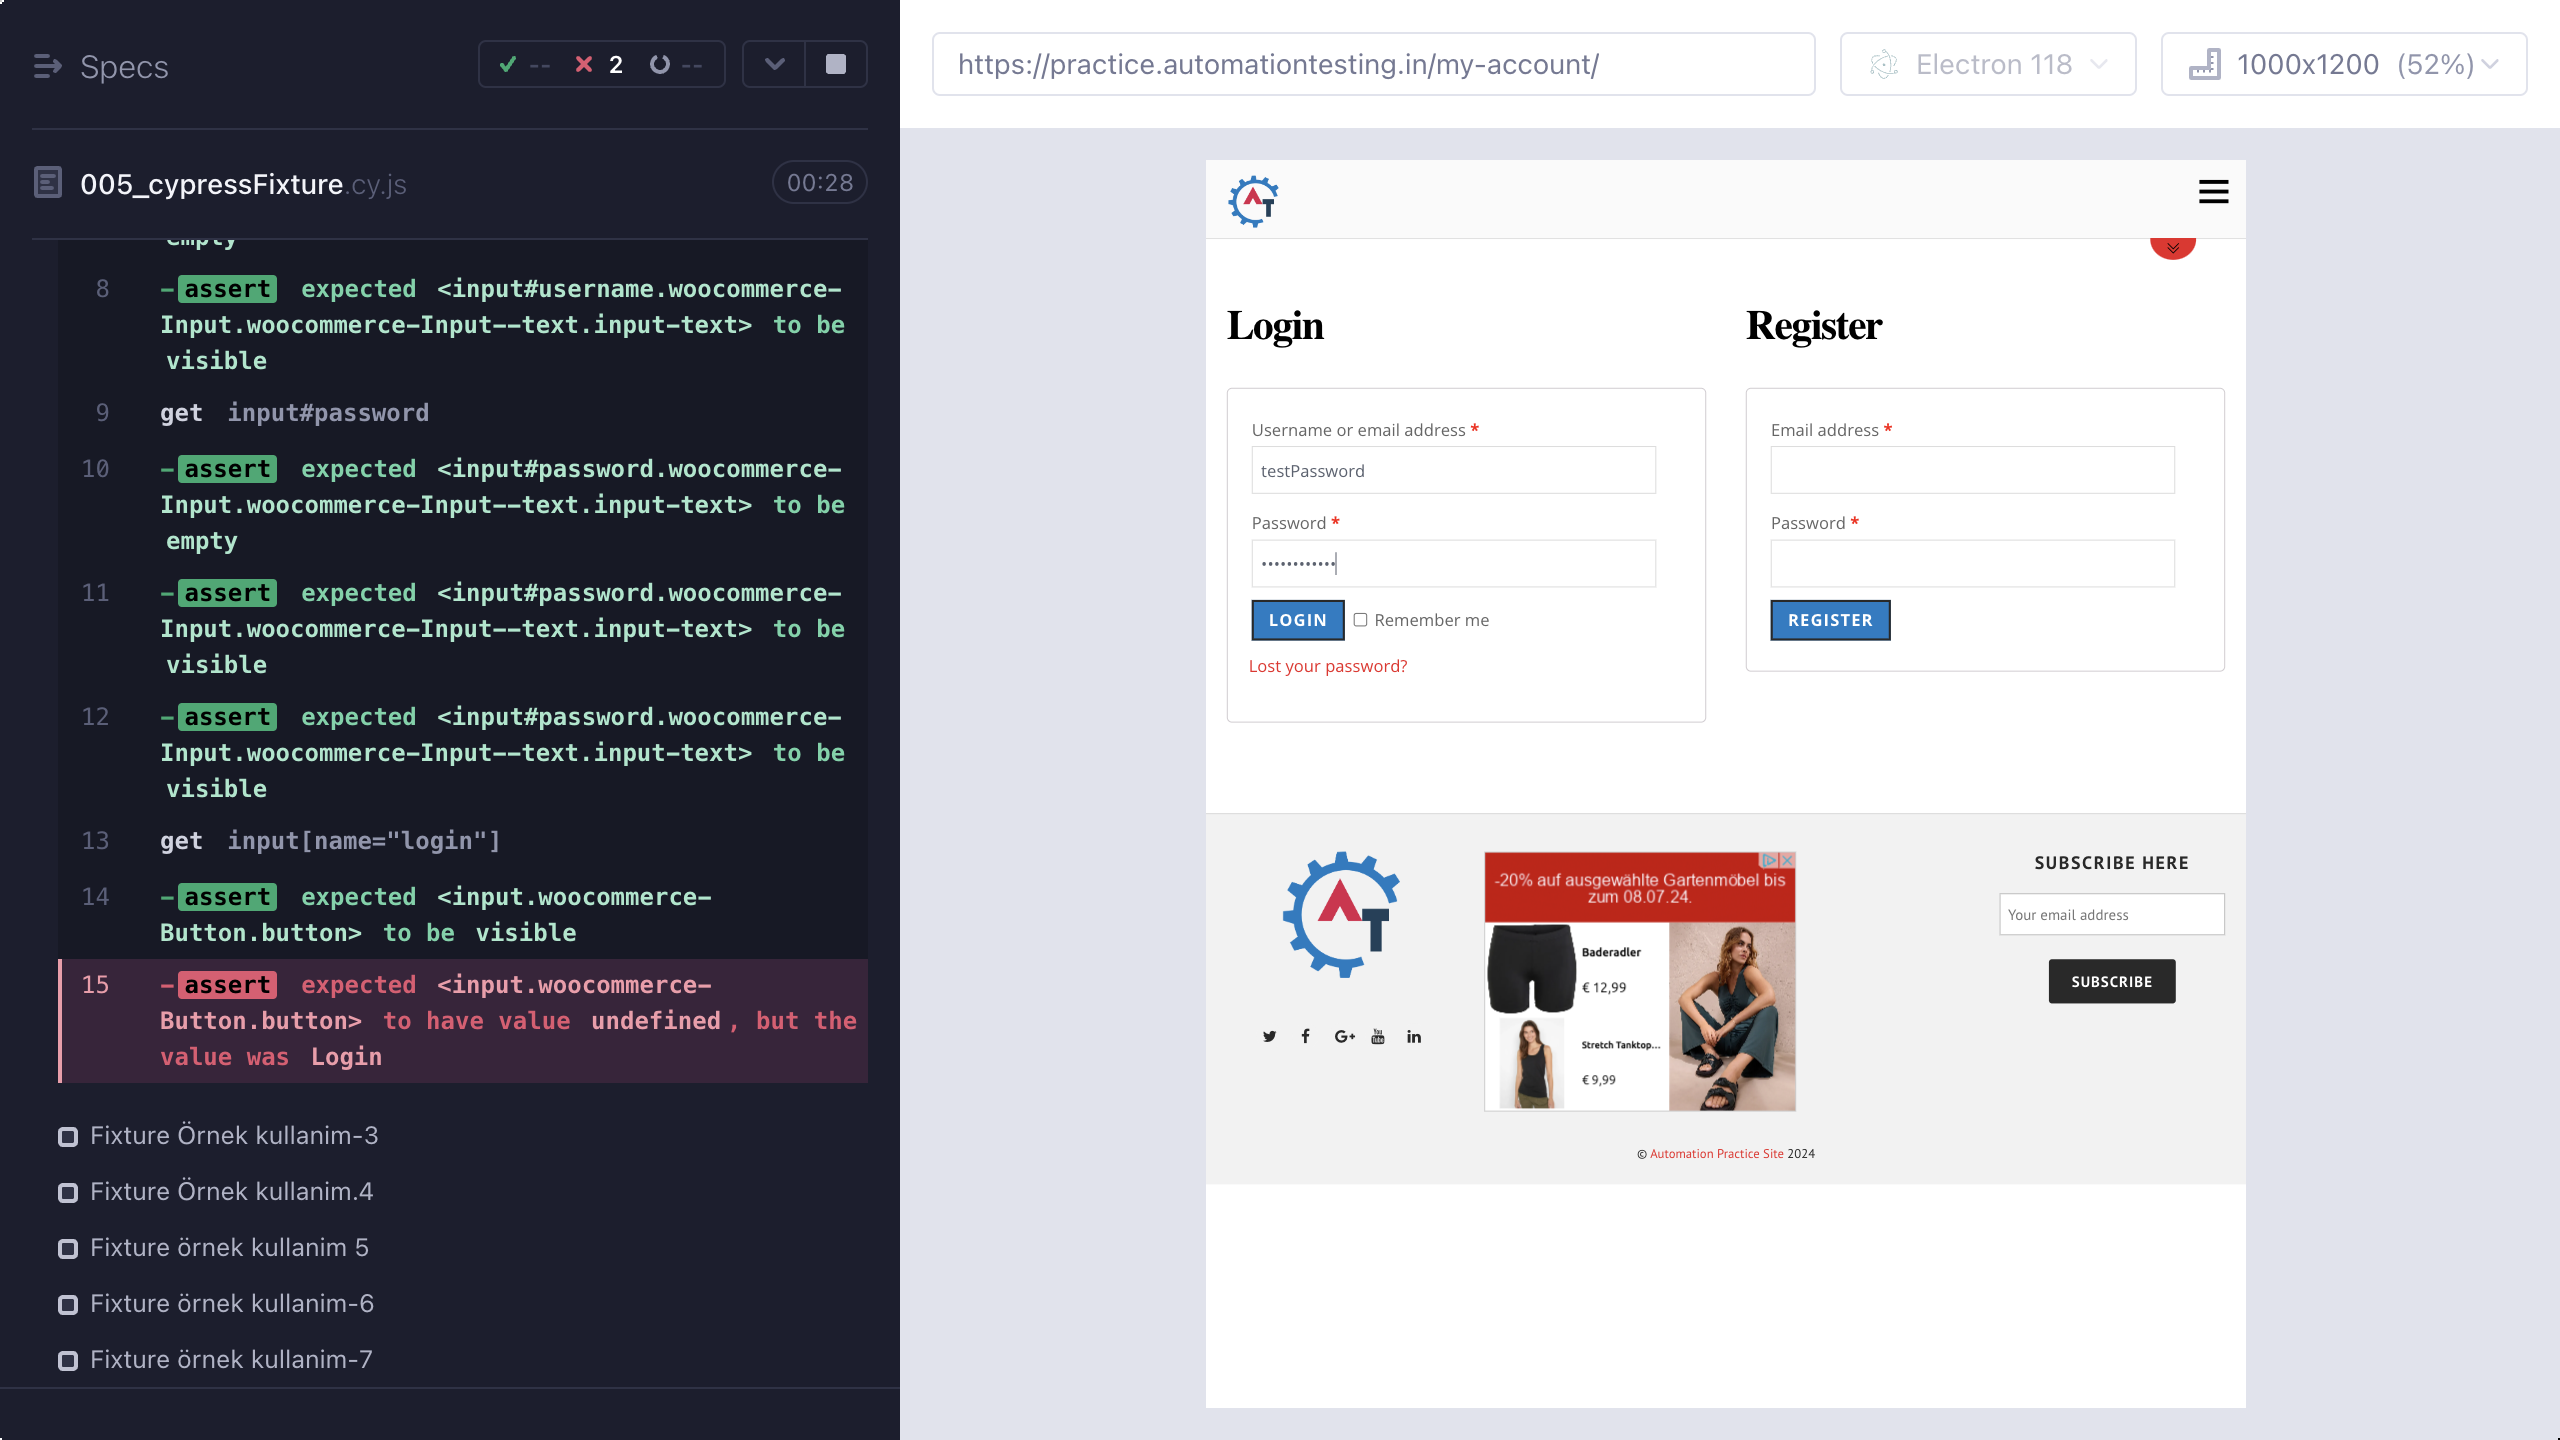 Specs
--
2
--
005_cypressFixture.cy.js
00:28
empty
8 -assert expected <input#username.woocommerce-
Input.woocommerce-Input--text.input-text> to be
visible
9 get input#password
10 -assert expected <input#password.woocommerce-
Input.woocommerce-Input--text.input-text> to be
empty
11 -assert expected <input#password.woocommerce-
Input.woocommerce-Input--text.input-text> to be
visible
12 -assert expected <input#password.woocommerce-
Input.woocommerce-Input--text.input-text> to be
visible
13 get input[name="login"]
14 -assert expected <input.woocommerce-
Button.button> to be visible
15 -assert expected <input.woocommerce-
Button.button> to have value undefined, but the
value was Login
Fixture Örnek kullanim-3
Fixture Örnek kullanim.4
Fixture örnek kullanim 5
Fixture örnek kullanim-6
Fixture örnek kullanim-7
https://practice.automationtesting.in/my-account/
Electron 118
1000x1200 (52%)
AT
Login
Username or email address *
testPassword
Password *
••••••••••••
LOGIN
Remember me
Lost your password?
Register
Email address *
Password *
REGISTER
AT
-20% auf ausgewählte Gartenmöbel bis
zum 08.07.24.
Baderadler
€ 12,99
Stretch Tanktop...
€ 9,99
SUBSCRIBE HERE
Your email address
SUBSCRIBE
© Automation Practice Site 2024